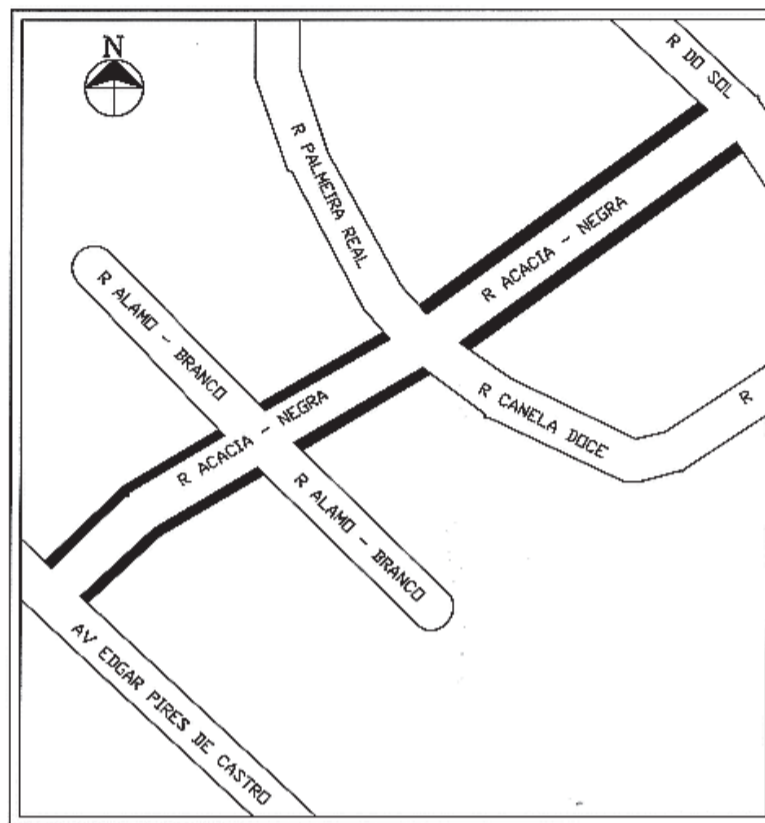 N
R DO SOL
R PALMEIRA REAL
R ACACIA - NEGRA
R ALAMO - BRANCO
R ACACIA - NEGRA
R CANELA DOCE
R
R ALAMO - BRANCO
AV EDGAR PIRES DE CASTRO